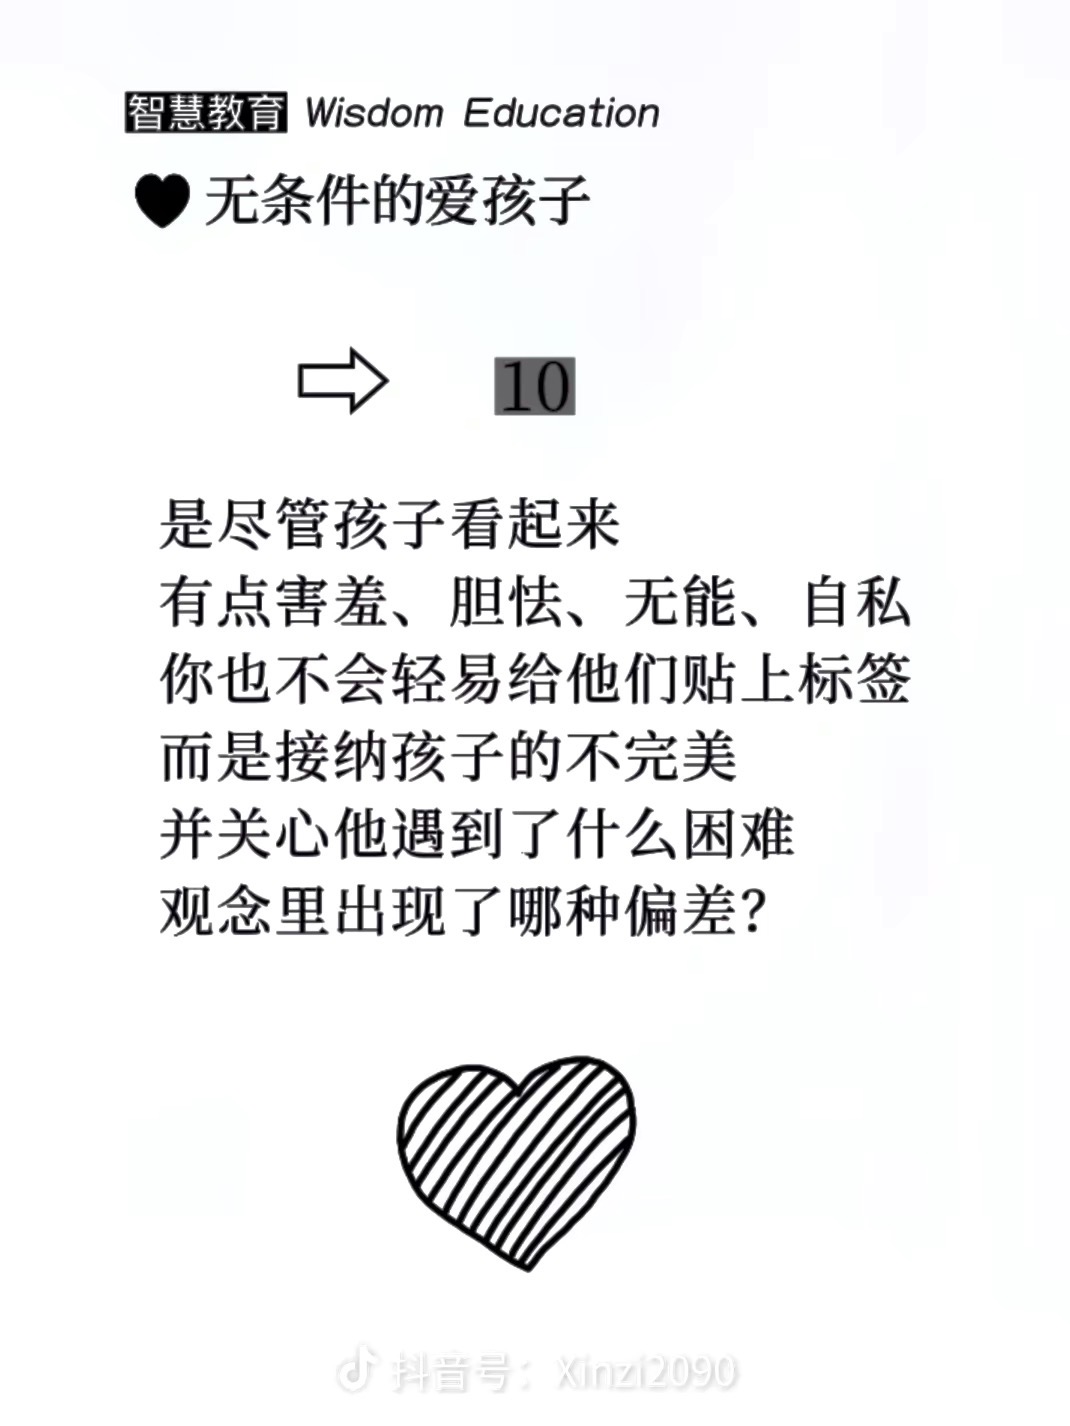 智慧教育 Wisdom Education
无条件的爱孩子
10
是尽管孩子看起来
有点害羞、胆怯、无能、自私
你也不会轻易给他们贴上标签
而是接纳孩子的不完美
并关心他遇到了什么困难
观念里出现了哪种偏差?
抖音号：Xinzi2090